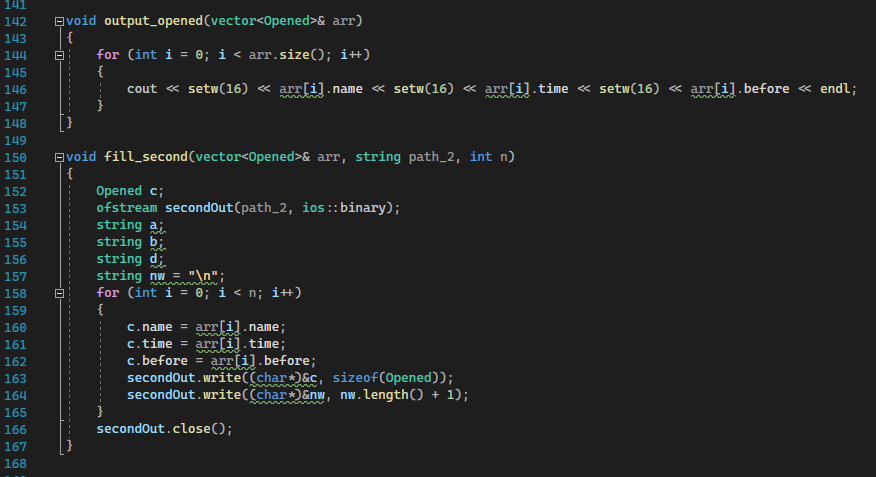 141
142 void output_opened(vector<Opened>& arr)
143 {
144     for (int i = 0; i < arr.size(); i++)
145     {
146         cout << setw(16) << arr[i].name << setw(16) << arr[i].time << setw(16) << arr[i].before << endl;
147     }
148 }
149
150 void fill_second(vector<Opened>& arr, string path_2, int n)
151 {
152     Opened c;
153     ofstream secondOut(path_2, ios::binary);
154     string a;
155     string b;
156     string d;
157     string nw = "\n";
158     for (int i = 0; i < n; i++)
159     {
160         c.name = arr[i].name;
161         c.time = arr[i].time;
162         c.before = arr[i].before;
163         secondOut.write((char*)&c, sizeof(Opened));
164         secondOut.write((char*)&nw, nw.length() + 1);
165     }
166     secondOut.close();
167 }
168